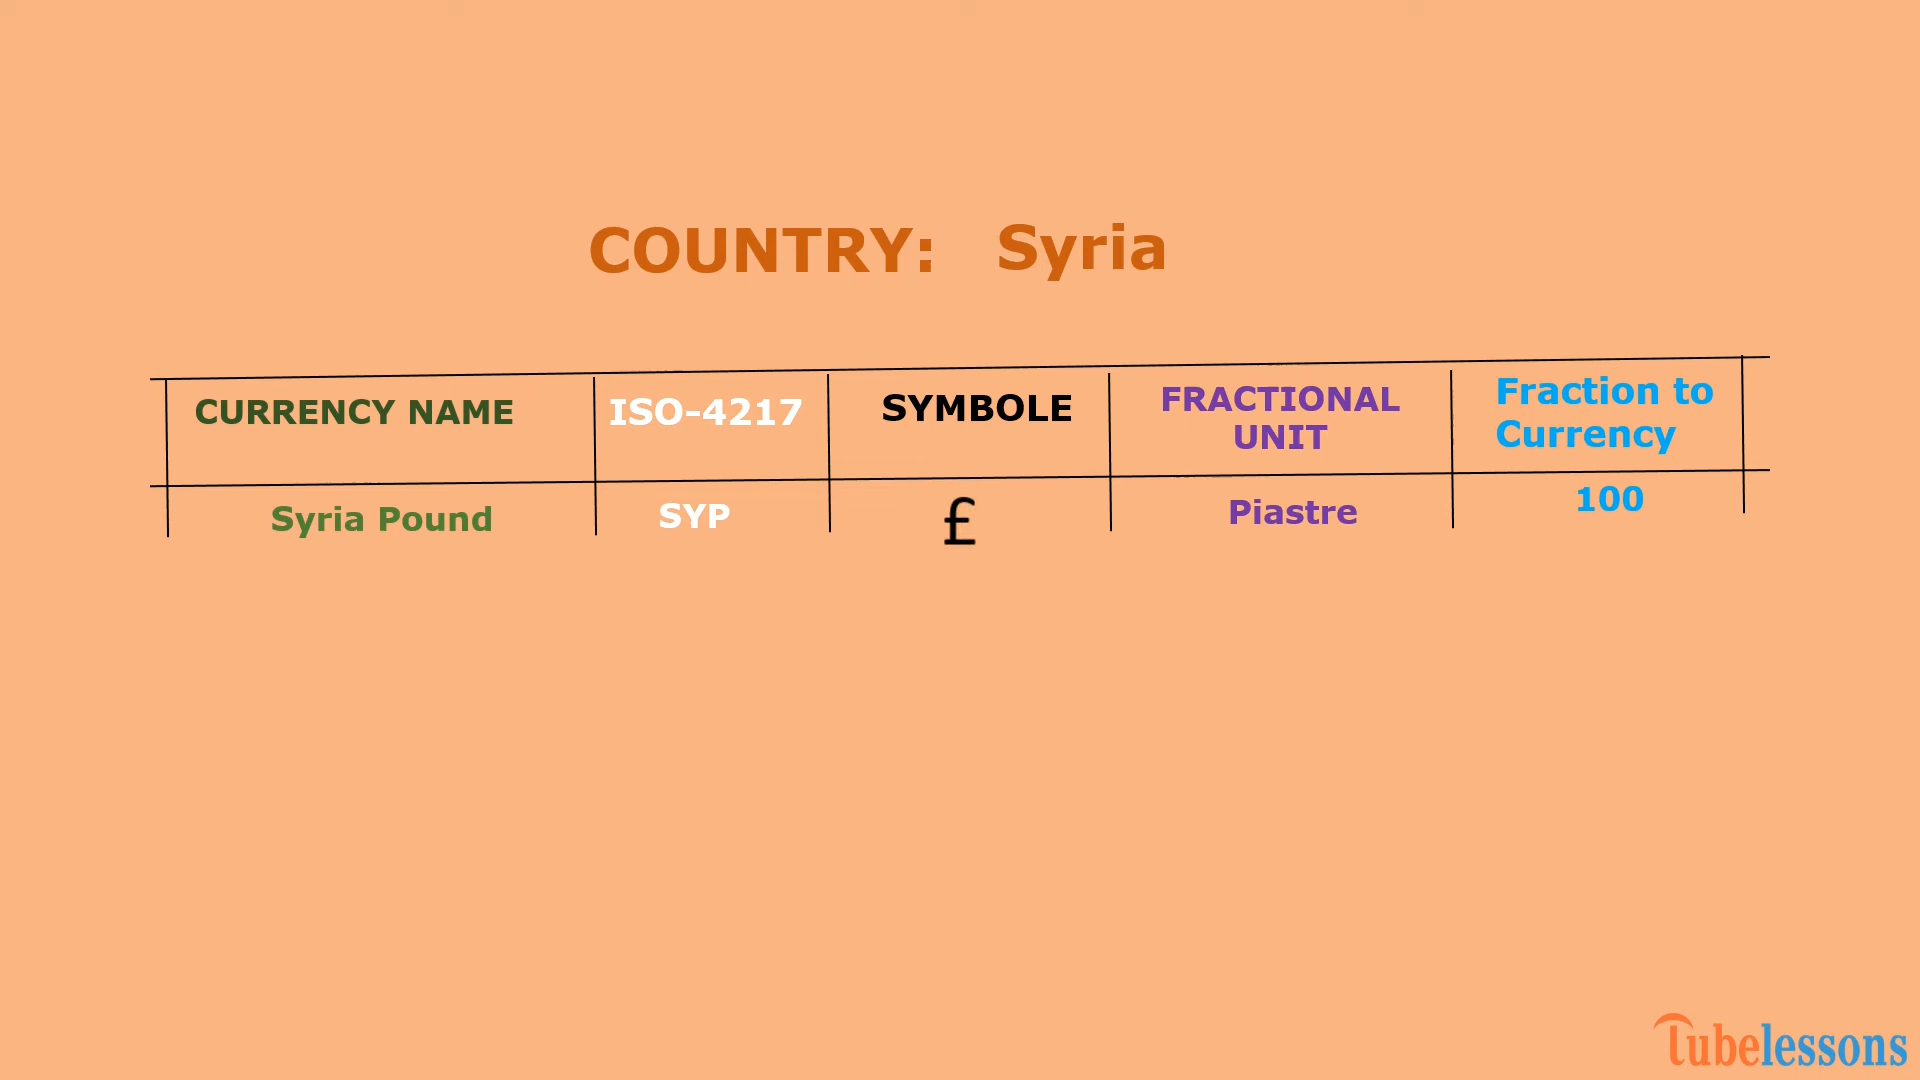 COUNTRY: Syria
CURRENCY NAME ISO-4217 SYMBOLE FRACTIONAL UNIT Fraction to Currency
Syria Pound SYP £ Piastre 100
Tubelessons